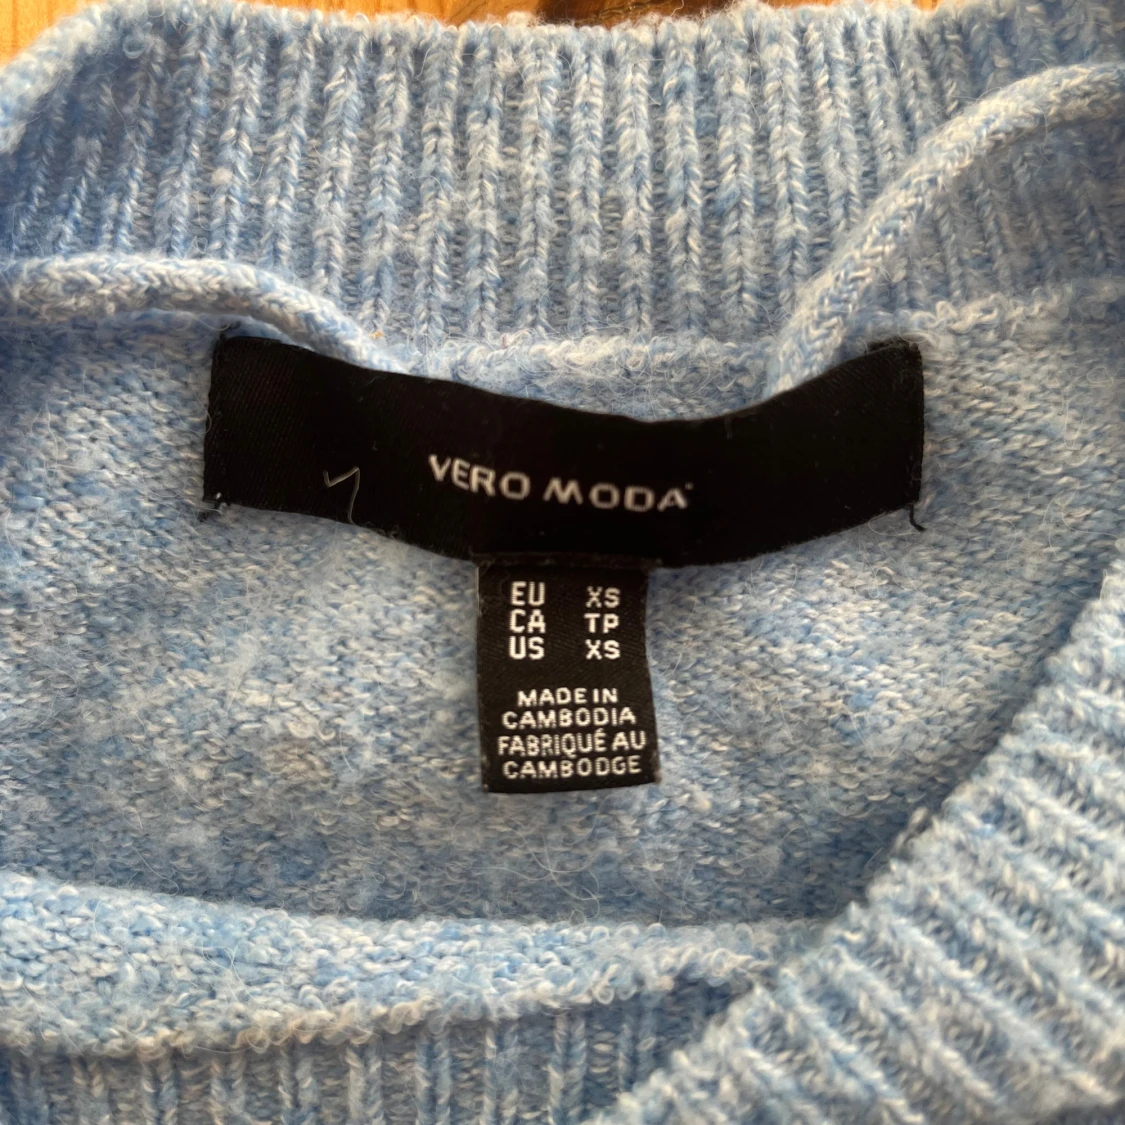 VERO MODA
EU XS
CA TP
US XS
MADE IN
CAMBODIA
FABRIQUÉ AU
CAMBODGE